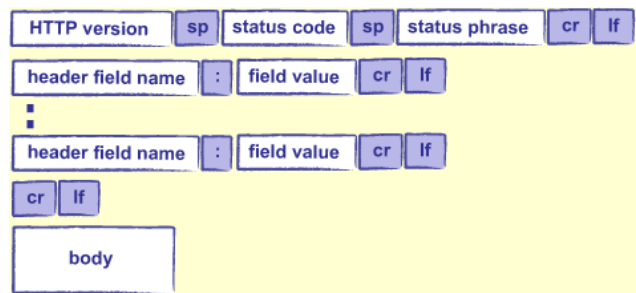 HTTP version sp status code sp status phrase cr lf
header field name : field value cr lf
header field name : field value cr lf
cr lf
body